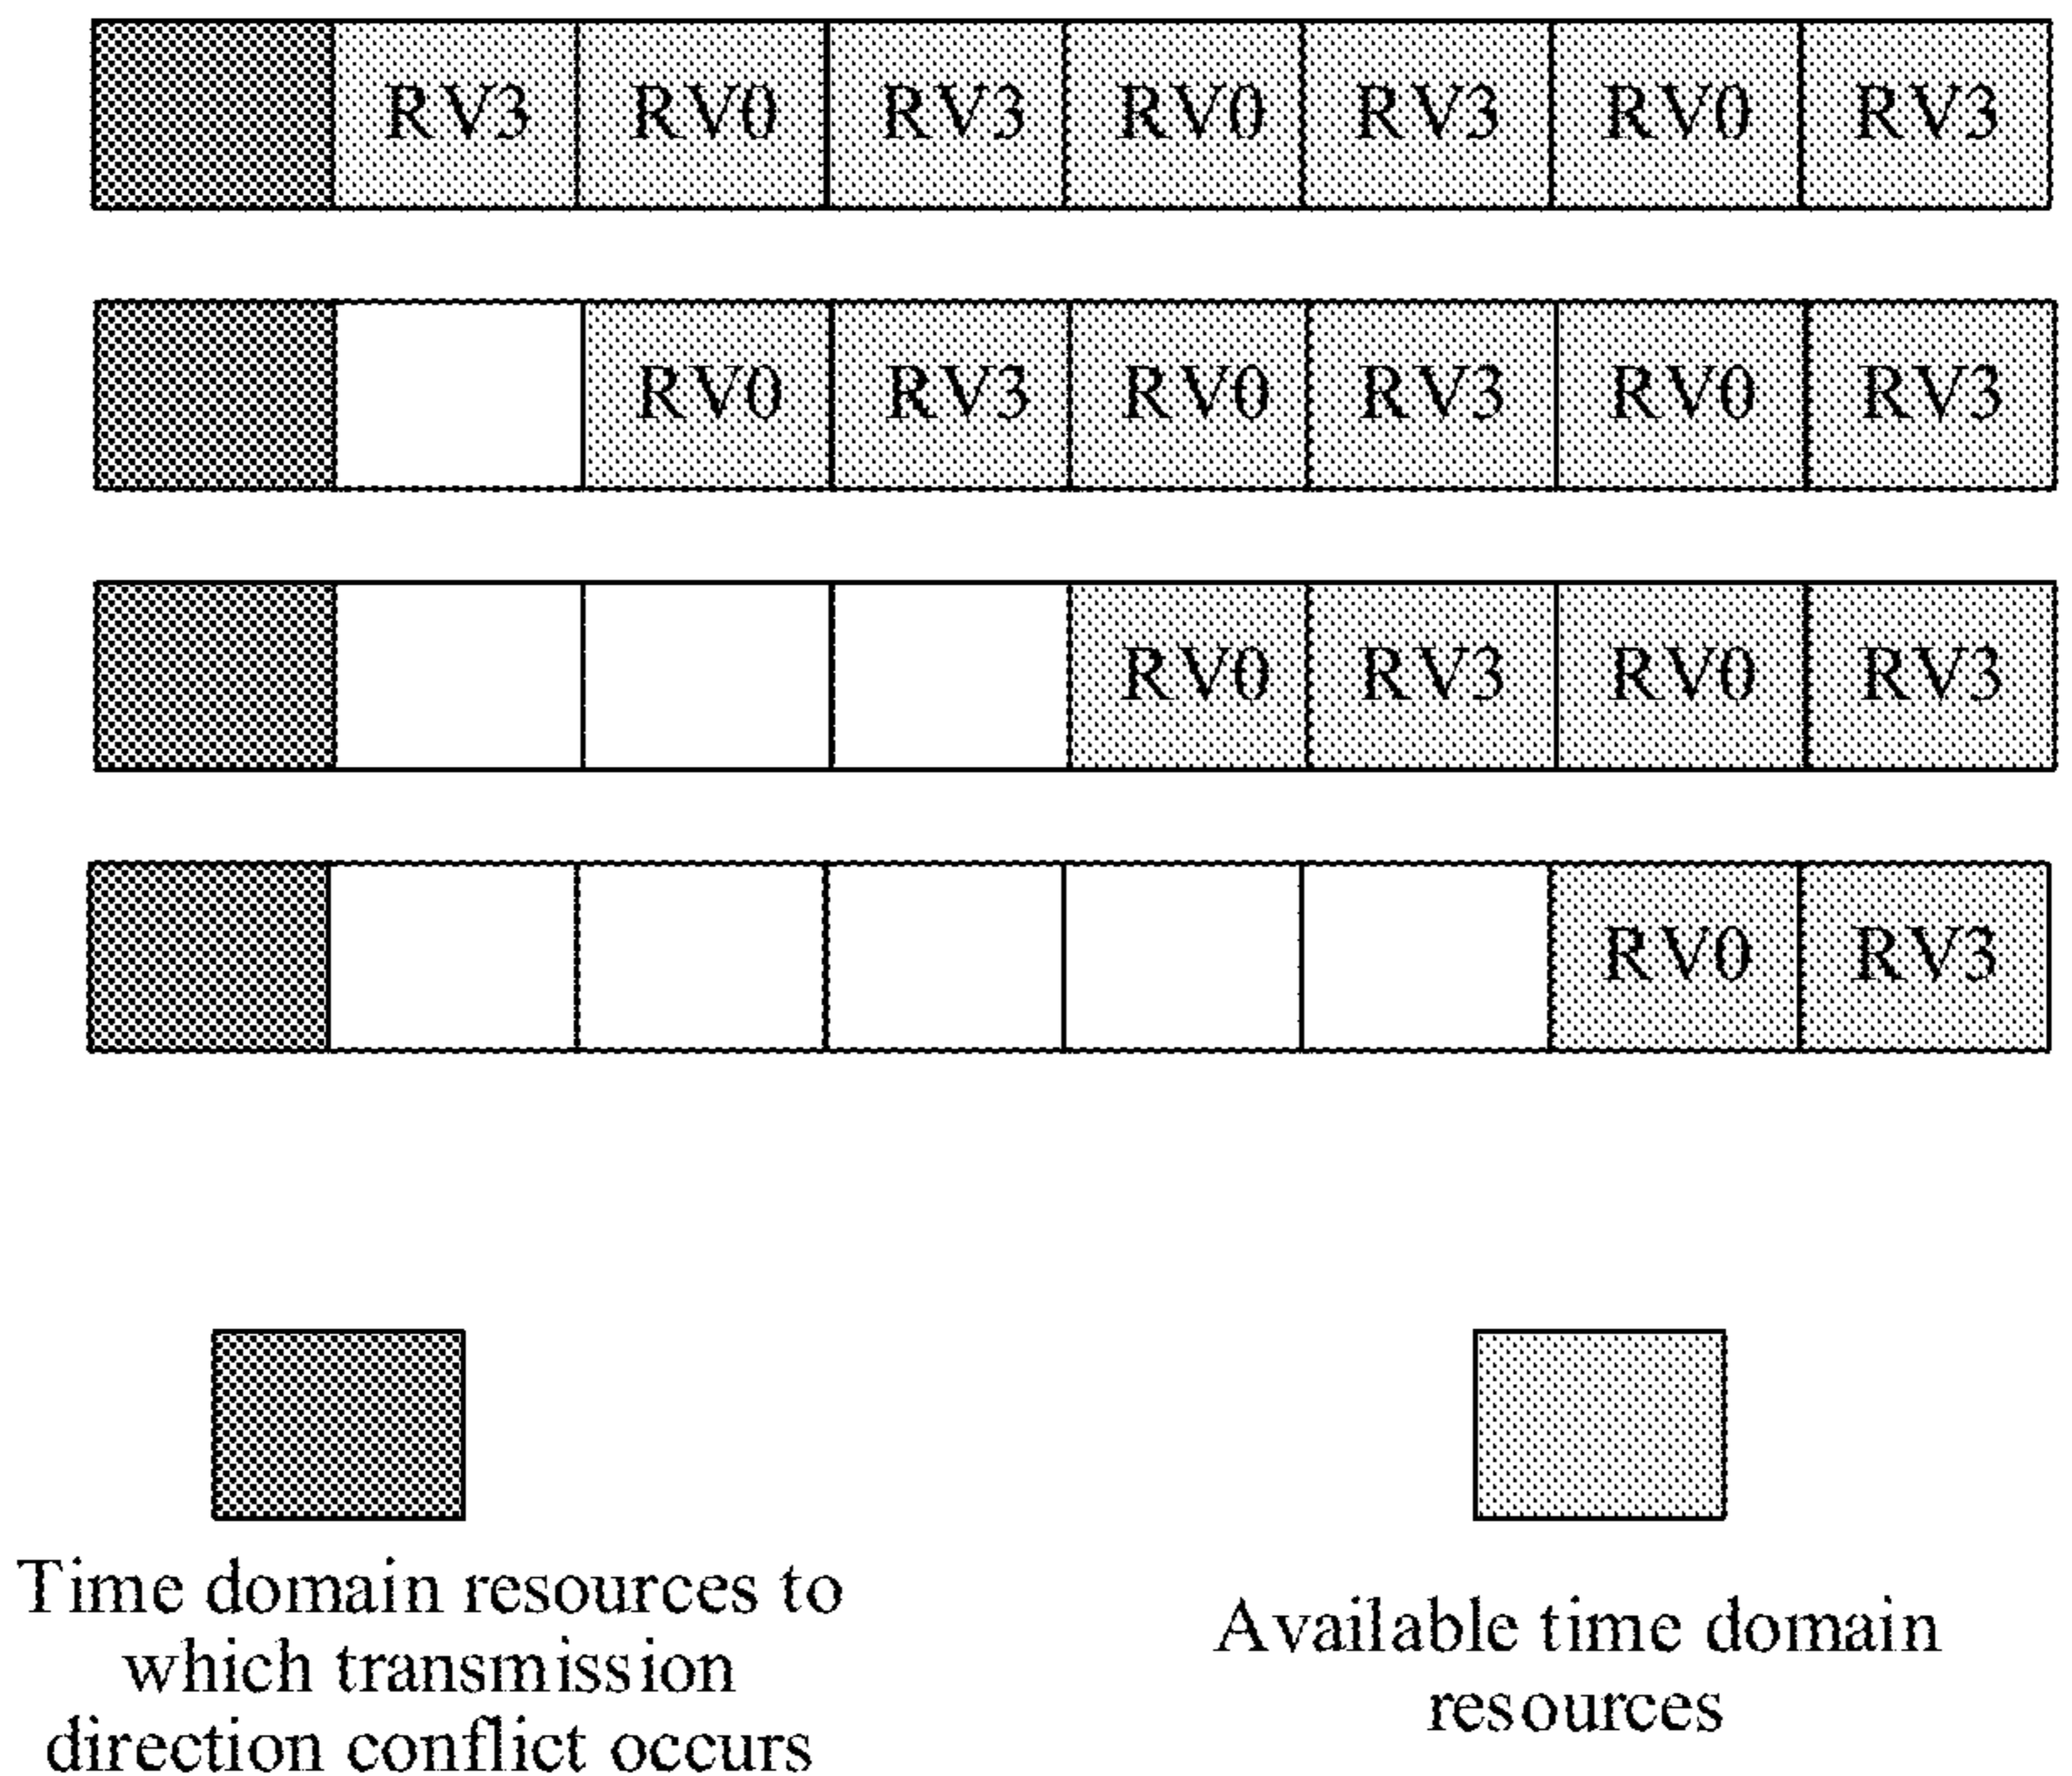 RV3 RV0 RV3 RV0 RV3 RV0 RV3
RV0 RV3 RV0 RV3 RV0 RV3
RV0 RV3 RV0 RV3
RV0 RV3
Time domain resources to
which transmission
direction conflict occurs
Available time domain
resources